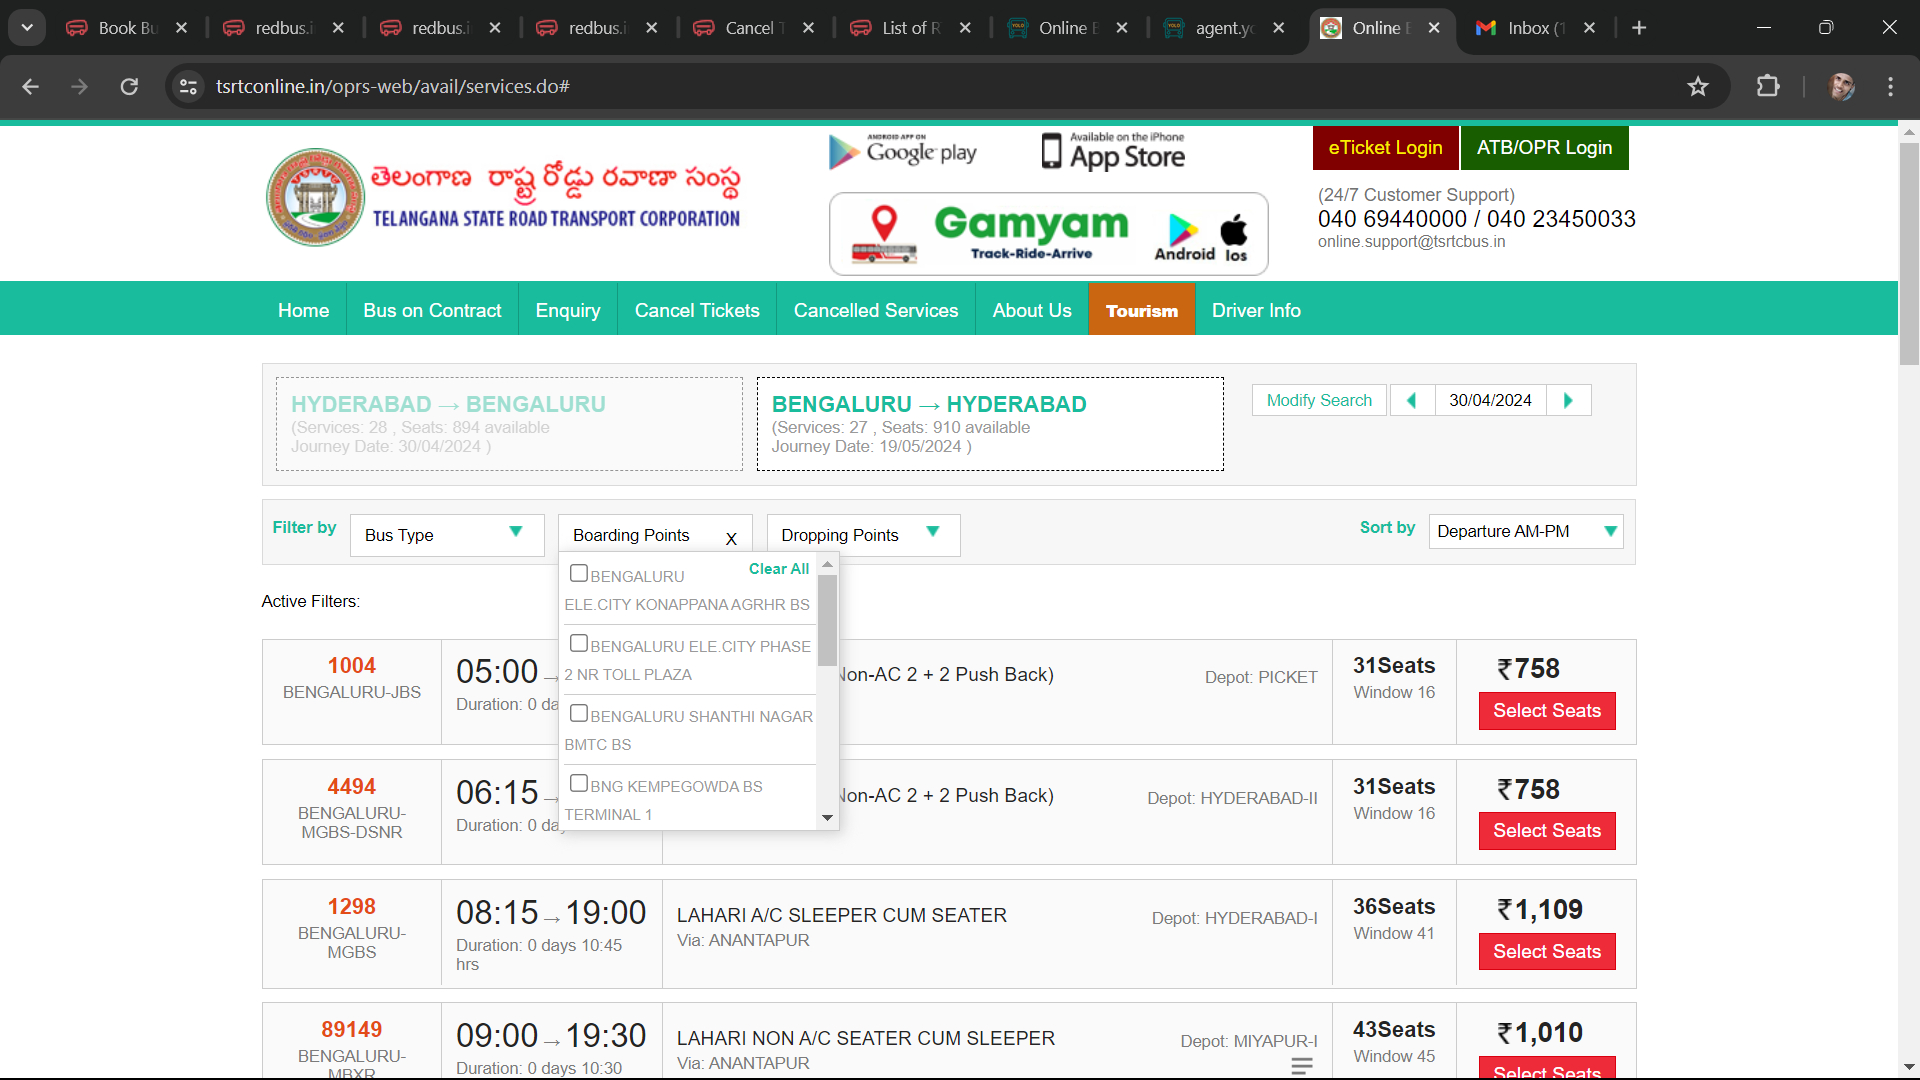 Book Bu
redbus.i
redbus.i
redbus.i
Cancel T
List of R
Online B
agent.yo
Online B
Inbox (1
tsrtconline.in/oprs-web/avail/services.do#
తెలంగాణ రాష్ట్ర రోడ్డు రవాణా సంస్థ
TELANGANA STATE ROAD TRANSPORT CORPORATION
ANDROID APP ON
Google play
Available on the iPhone
App Store
Gamyam
Track-Ride-Arrive
Android Ios
eTicket Login
ATB/OPR Login
(24/7 Customer Support)
040 69440000 / 040 23450033
online.support@tsrtcbus.in
Home
Bus on Contract
Enquiry
Cancel Tickets
Cancelled Services
About Us
Tourism
Driver Info
HYDERABAD → BENGALURU
(Services: 28 , Seats: 894 available
Journey Date: 30/04/2024 )
BENGALURU → HYDERABAD
(Services: 27 , Seats: 910 available
Journey Date: 19/05/2024 )
Modify Search
30/04/2024
Filter by
Bus Type
Boarding Points
X
Dropping Points
Sort by
Departure AM-PM
Clear All
BENGALURU
ELE.CITY KONAPPANA AGRHR BS
BENGALURU ELE.CITY PHASE
2 NR TOLL PLAZA
BENGALURU SHANTHI NAGAR
BMTC BS
BNG KEMPEGOWDA BS
TERMINAL 1
Active Filters:
1004
BENGALURU-JBS
05:00 →
Duration: 0 da
Non-AC 2 + 2 Push Back)
Depot: PICKET
31Seats
Window 16
₹758
Select Seats
4494
BENGALURU-
MGBS-DSNR
06:15 →
Duration: 0 day
Non-AC 2 + 2 Push Back)
Depot: HYDERABAD-II
31Seats
Window 16
₹758
Select Seats
1298
BENGALURU-
MGBS
08:15 → 19:00
Duration: 0 days 10:45
hrs
LAHARI A/C SLEEPER CUM SEATER
Via: ANANTAPUR
Depot: HYDERABAD-I
36Seats
Window 41
₹1,109
Select Seats
89149
BENGALURU-
MBXR
09:00 → 19:30
Duration: 0 days 10:30
LAHARI NON A/C SEATER CUM SLEEPER
Via: ANANTAPUR
Depot: MIYAPUR-I
43Seats
Window 45
₹1,010
Select Seats